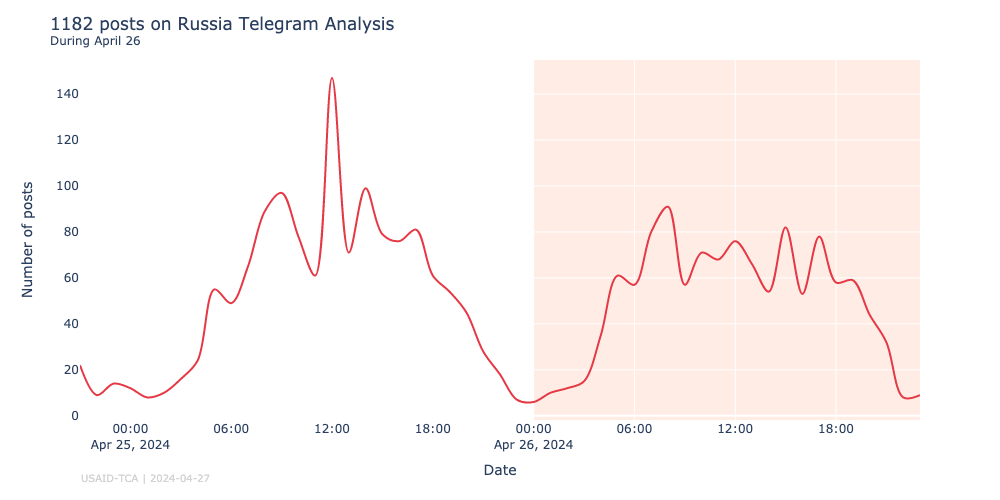 1182 posts on Russia Telegram Analysis
During April 26
Number of posts
140
120
100
80
60
40
20
0
00:00 06:00 12:00 18:00 00:00 06:00 12:00 18:00
Apr 25, 2024 Apr 26, 2024
Date
USAID-TCA | 2024-04-27